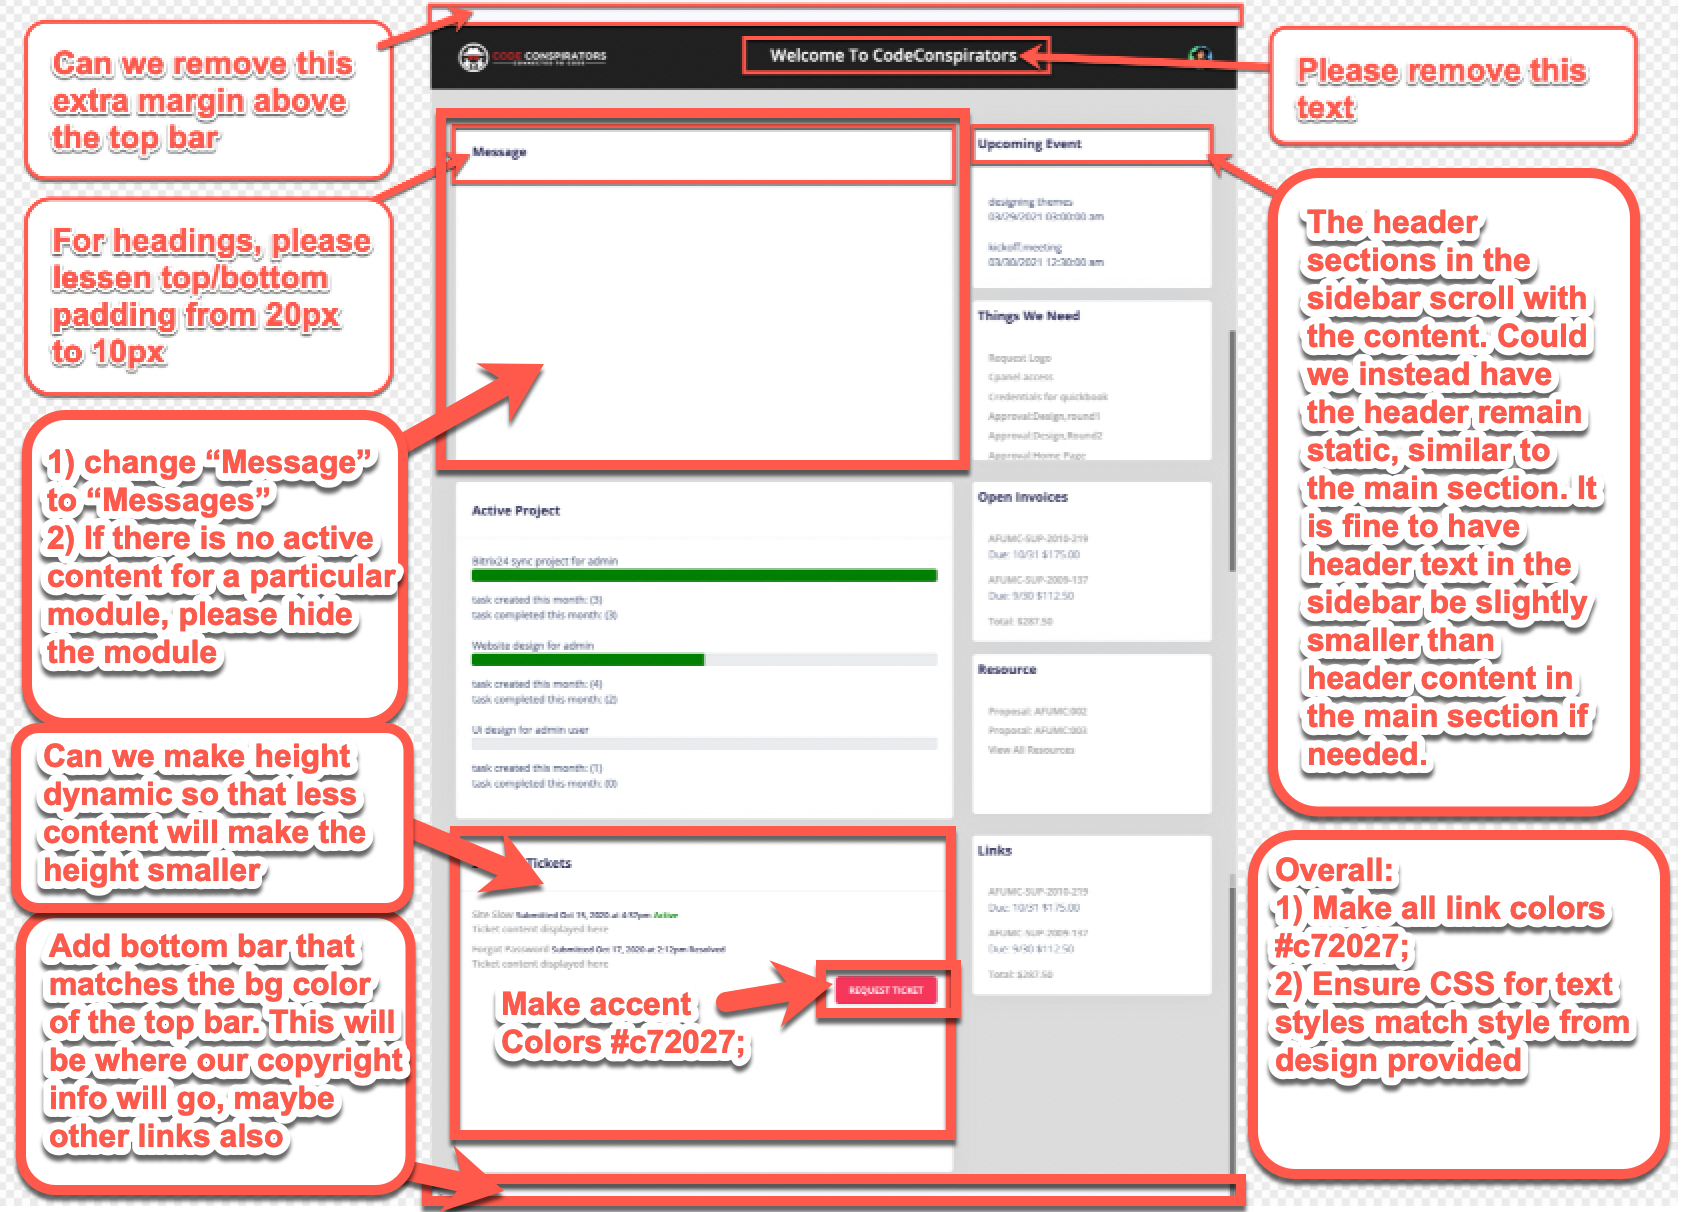 Can we remove this
extra margin above
the top bar
CODE CONSPIRATORS
CONNECTED TO CODE
Welcome To CodeConspirators
Please remove this
text
For headings, please
lessen top/bottom
padding from 20px
to 10px
1) change “Message”
to “Messages”
2) If there is no active
content for a particular
module, please hide
the module
Can we make height
dynamic so that less
content will make the
height smaller
Add bottom bar that
matches the bg color
of the top bar. This will
be where our copyright
info will go, maybe
other links also
Message
Active Project
Bitrix24 sync project for admin
task created this month: (3)
task completed this month: (3)
Website design for admin
task created this month: (4)
task completed this month: (2)
UI design for admin user
task created this month: (1)
task completed this month: (0)
Tickets
Site Slow Submitted Oct 15, 2020 at 4:37pm Active
Ticket content displayed here
Forgot Password Submitted Oct 17, 2020 at 2:12pm Resolved
Ticket content displayed here
REQUEST TICKET
Make accent
Colors #c72027;
Upcoming Event
designing themes
03/29/2021 03:00:00 am
kickoff meeting
03/30/2021 12:30:00 am
Things We Need
Request Logo
Cpanel access
Credentials for quickbook
Approval:Design,round1
Approval:Design,Round2
Approval:Home Page
Open Invoices
AFUMC-SUP-2010-219
Due: 10/31 $175.00
AFUMC-SUP-2009-137
Due: 9/30 $112.50
Total: $287.50
Resource
Proposal: AFUMC:002
Proposal: AFUMC:003
View All Resources
Links
AFUMC-SUP-2010-219
Due: 10/31 $175.00
AFUMC-SUP-2009-137
Due: 9/30 $112.50
Total: $287.50
The header
sections in the
sidebar scroll with
the content. Could
we instead have
the header remain
static, similar to
the main section. It
is fine to have
header text in the
sidebar be slightly
smaller than
header content in
the main section if
needed.
Overall:
1) Make all link colors
#c72027;
2) Ensure CSS for text
styles match style from
design provided